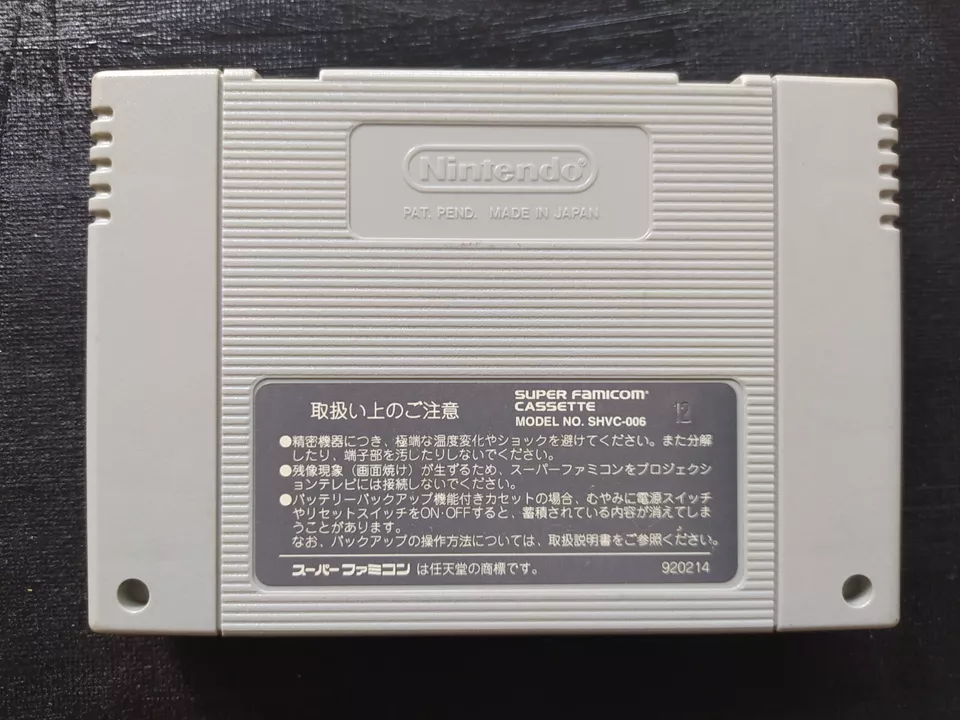 Nintendo®
PAT. PEND. MADE IN JAPAN
取扱い上のご注意
SUPER FAMICOM®
CASSETTE
MODEL NO. SHVC-006
12
●精密機器につき、極端な温度変化やショックを避けてください。また分解
したり、端子部を汚したりしないでください。
●残像現象（画面焼け）が生ずるため、スーパーファミコンをプロジェクシ
ョンテレビには接続しないでください。
●バッテリーバックアップ機能付きカセットの場合、むやみに電源スイッチ
やリセットスイッチをON・OFFすると、蓄積されている内容が消えてしま
うことがあります。
なお、バックアップの操作方法については、取扱説明書をご参照ください。
スーパーファミコン は任天堂の商標です。
920214